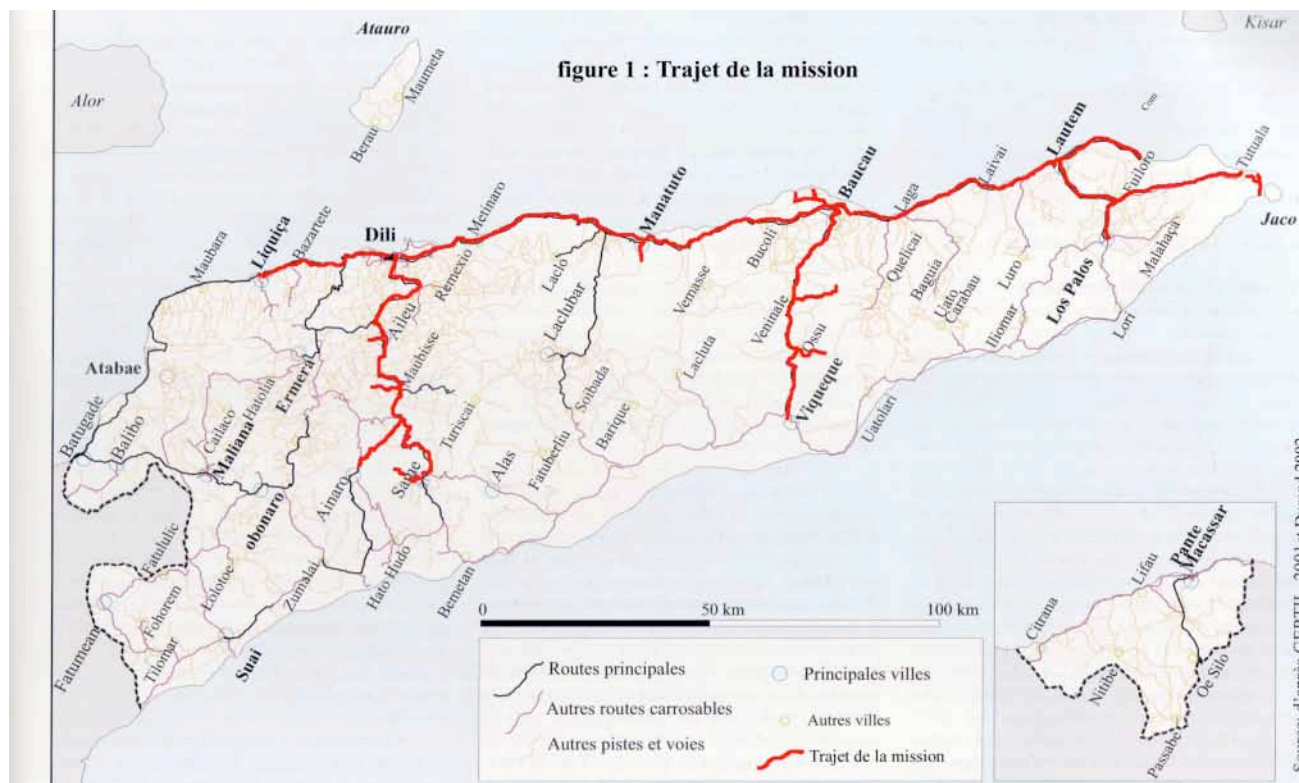 Kisar
Atauro
Maumeta
Berau
figure 1 : Trajet de la mission
Alor
Com
Lautem
Tutuala
Fuiloro
Laivai
Baucau
Laga
Jaco
Metinaro
Manatuto
Dili
Bazartete
Liquiça
Maubara
Bucoli
Quelicai
Malahaça
Remexio
Laclo
Vemasse
Baguia
Uato
Carabau
Luro
Los Palos
Aileu
Laclubar
Veninale
Iliomar
Lori
Atabae
Maubisse
Ossu
Ermera
Hatolia
Lacluta
Soibada
Viqueque
Uatolari
Batugade
Balibo
Cailaco
Maliana
Turiscai
Barique
Fatuberliu
Alas
Same
Ainaro
obonaro
Fatululic
Lolotoe
Zumalai
Hato Hudo
Bemetan
Fohorem
Fatumean
Tilomar
Suai
0
50 km
100 km
Routes principales
Autres routes carrosables
Autres pistes et voies
Principales villes
Autres villes
Trajet de la mission
Pante
Macassar
Lifau
Citrana
Nitibe
Oe Silo
Passabe